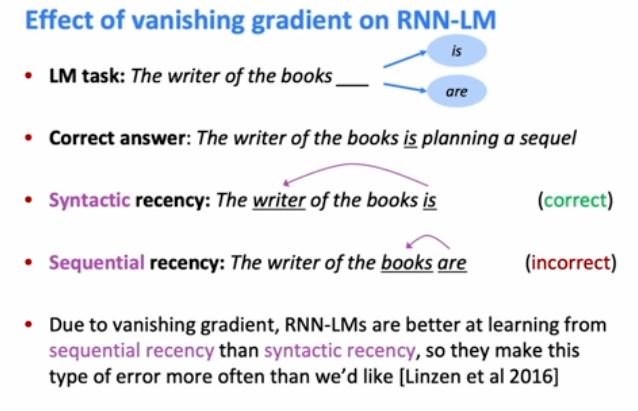 Effect of vanishing gradient on RNN-LM
is
• LM task: The writer of the books ___
are
• Correct answer: The writer of the books is planning a sequel
• Syntactic recency: The writer of the books is (correct)
• Sequential recency: The writer of the books are (incorrect)
• Due to vanishing gradient, RNN-LMs are better at learning from
sequential recency than syntactic recency, so they make this
type of error more often than we'd like [Linzen et al 2016]